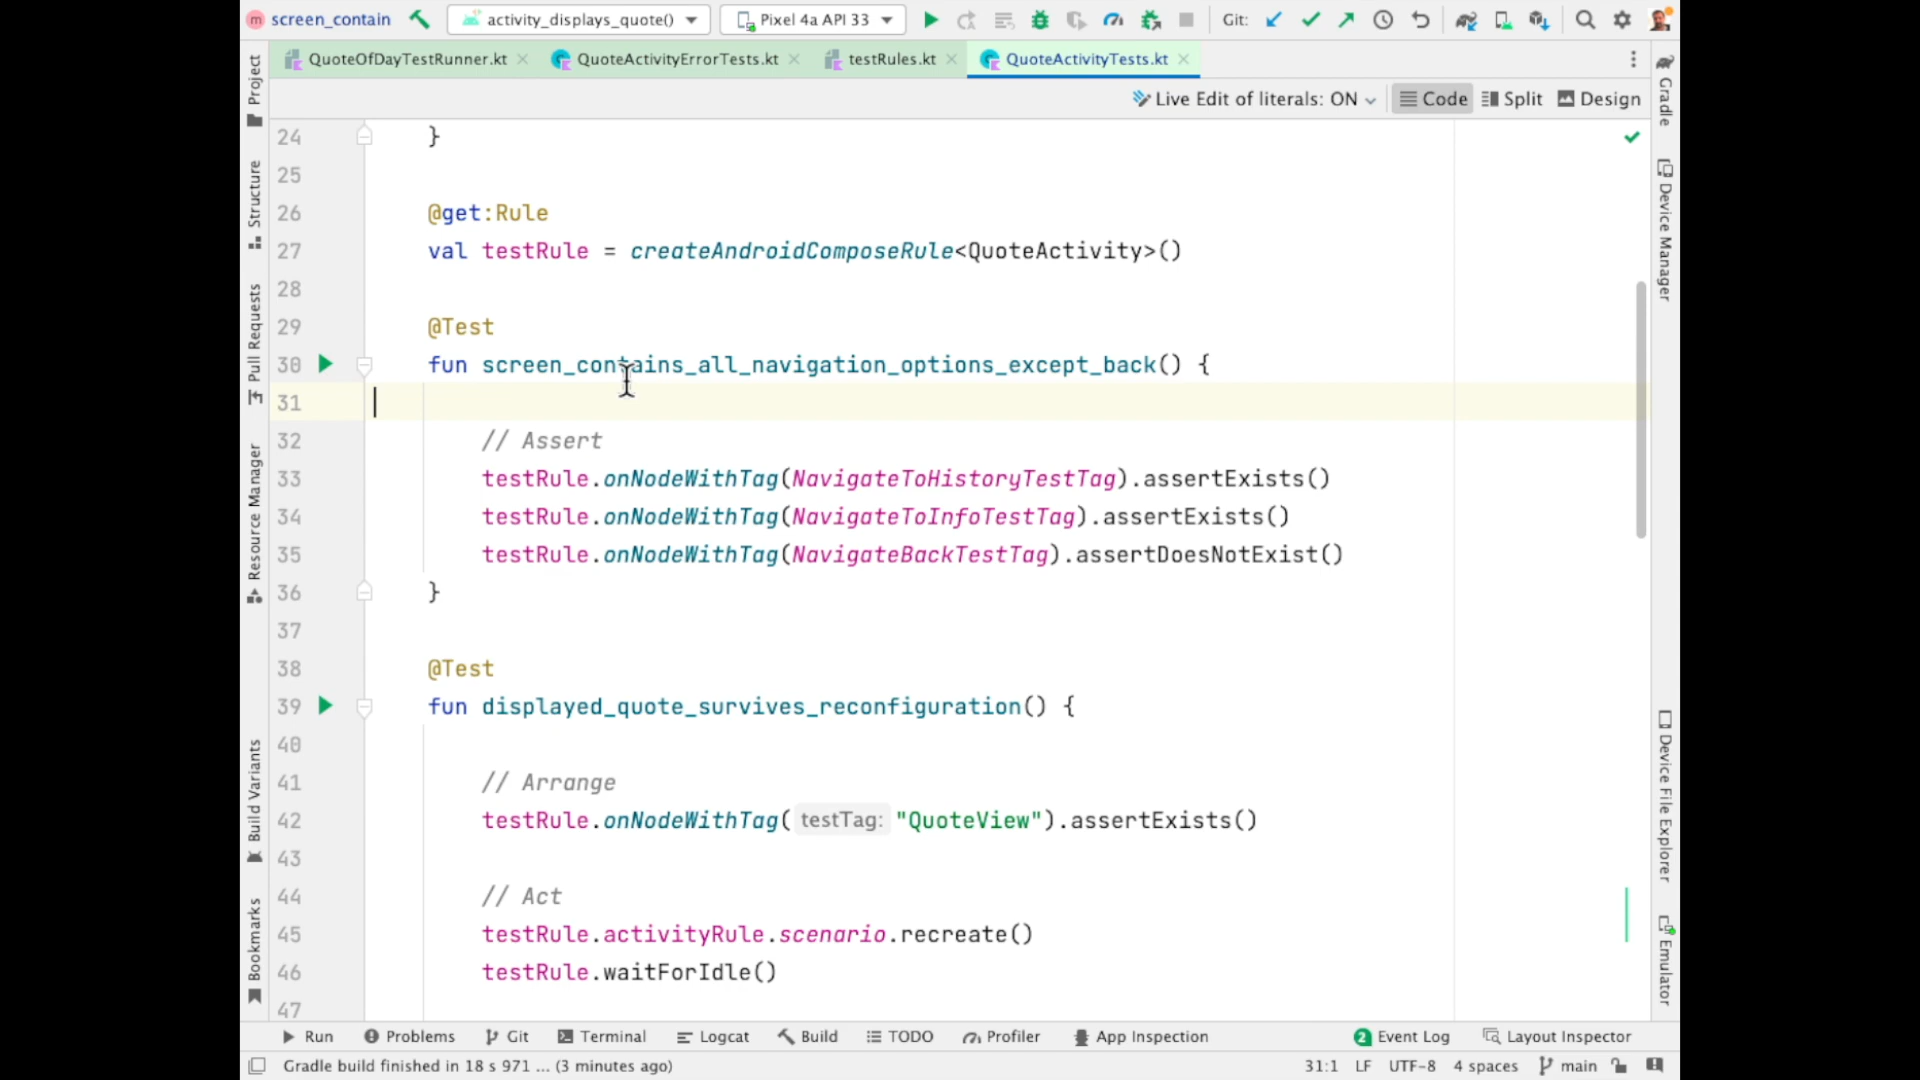 screen_contain activity_displays_quote() Pixel 4a API 33 Git:
QuoteOfDayTestRunner.kt QuoteActivityErrorTests.kt testRules.kt QuoteActivityTests.kt
Live Edit of literals: ON Code Split Design
24 }
25
26 @get:Rule
27 val testRule = createAndroidComposeRule<QuoteActivity>()
28
29 @Test
30 fun screen_contains_all_navigation_options_except_back() {
31
32 // Assert
33 testRule.onNodeWithTag(NavigateToHistoryTestTag).assertExists()
34 testRule.onNodeWithTag(NavigateToInfoTestTag).assertExists()
35 testRule.onNodeWithTag(NavigateBackTestTag).assertDoesNotExist()
36 }
37
38 @Test
39 fun displayed_quote_survives_reconfiguration() {
40
41 // Arrange
42 testRule.onNodeWithTag( testTag: "QuoteView").assertExists()
43
44 // Act
45 testRule.activityRule.scenario.recreate()
46 testRule.waitForIdle()
47
Project
Structure
Pull Requests
Resource Manager
Build Variants
Bookmarks
Gradle
Device Manager
Device File Explorer
Emulator
Run Problems Git Terminal Logcat Build TODO Profiler App Inspection 2 Event Log Layout Inspector
Gradle build finished in 18 s 971 ... (3 minutes ago) 31:1 LF UTF-8 4 spaces main